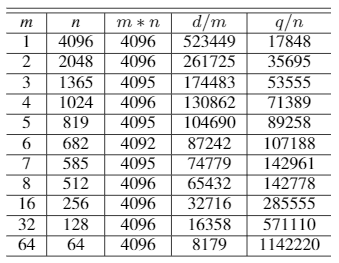 m n m ∗ n d/m q/n
1 4096 4096 523449 17848
2 2048 4096 261725 35695
3 1365 4095 174483 53555
4 1024 4096 130862 71389
5 819 4095 104690 89258
6 682 4092 87242 107188
7 585 4095 74779 142961
8 512 4096 65432 142778
16 256 4096 32716 285555
32 128 4096 16358 571110
64 64 4096 8179 1142220